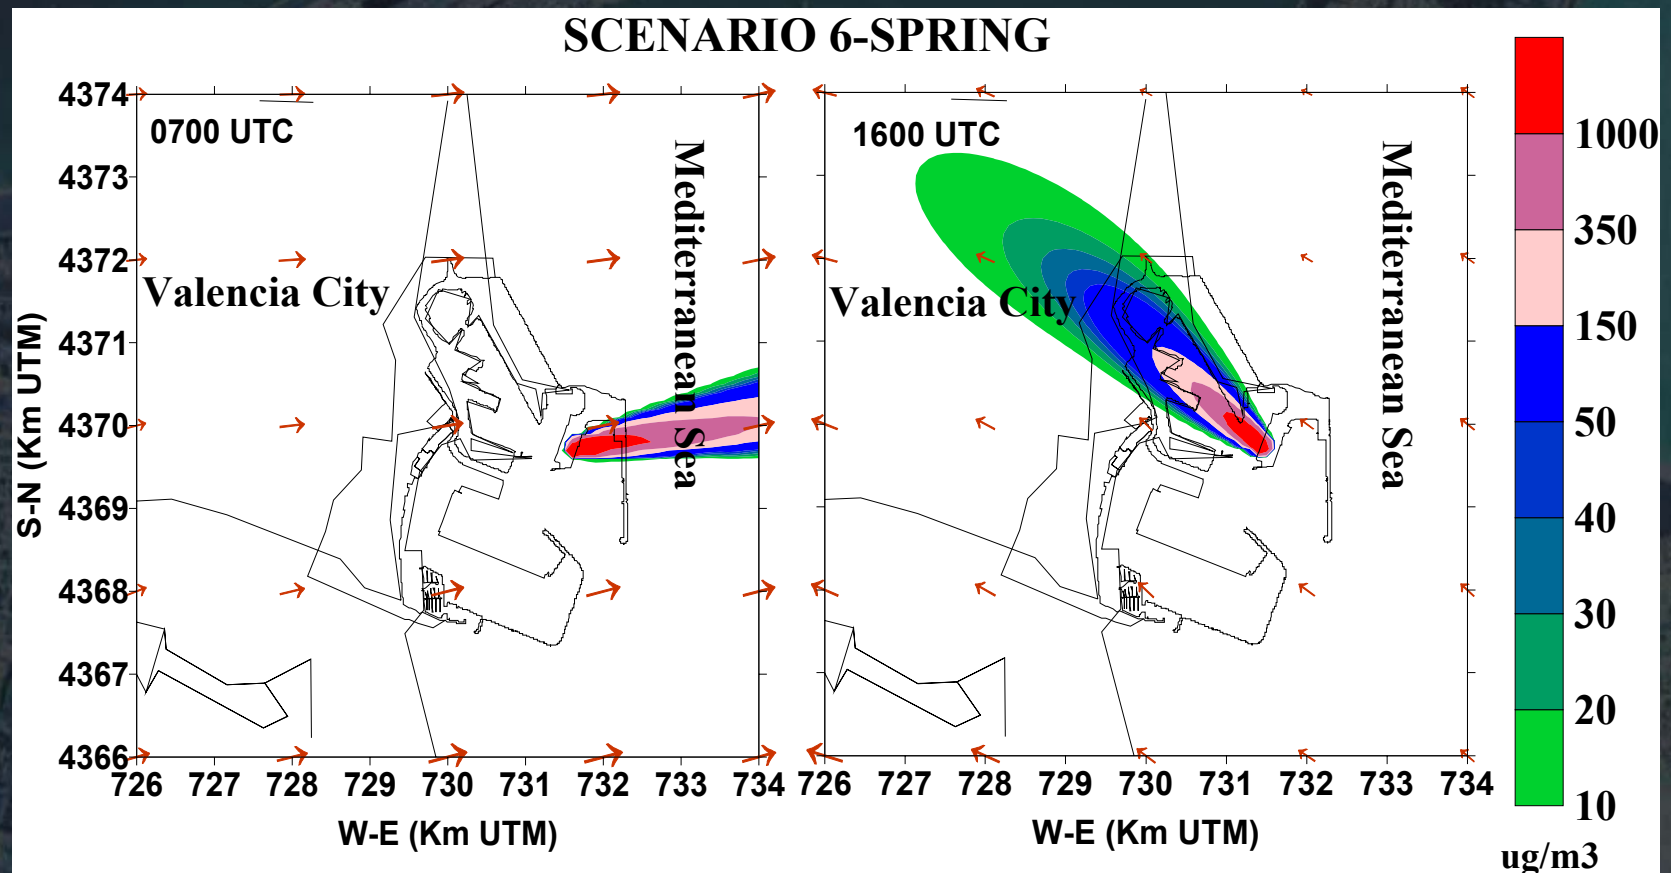 SCENARIO 6-SPRING
0700 UTC
1600 UTC
Valencia City
Valencia City
Mediterranean Sea
Mediterranean Sea
S-N (Km UTM)
4374
4373
4372
4371
4370
4369
4368
4367
4366
726 727 728 729 730 731 732 733 734
726 727 728 729 730 731 732 733 734
W-E (Km UTM)
W-E (Km UTM)
1000
350
150
50
40
30
20
10
ug/m3